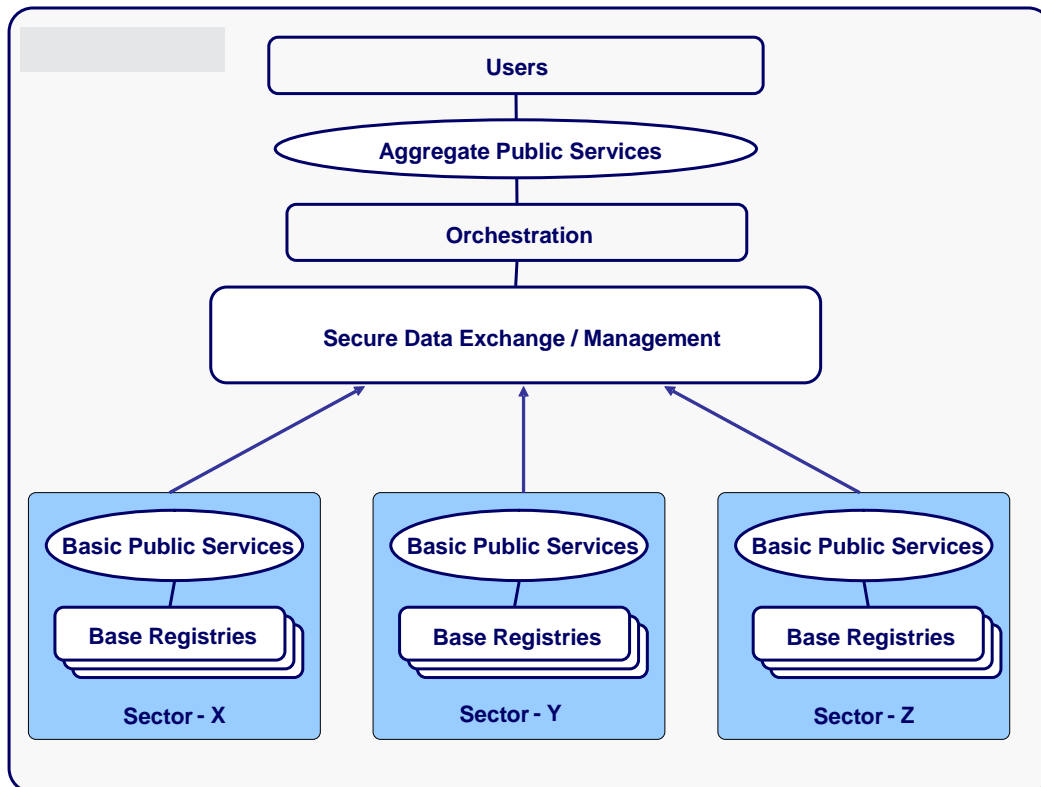 Users
Aggregate Public Services
Orchestration
Secure Data Exchange / Management
Basic Public Services
Basic Public Services
Basic Public Services
Base Registries
Base Registries
Base Registries
Sector - X
Sector - Y
Sector - Z